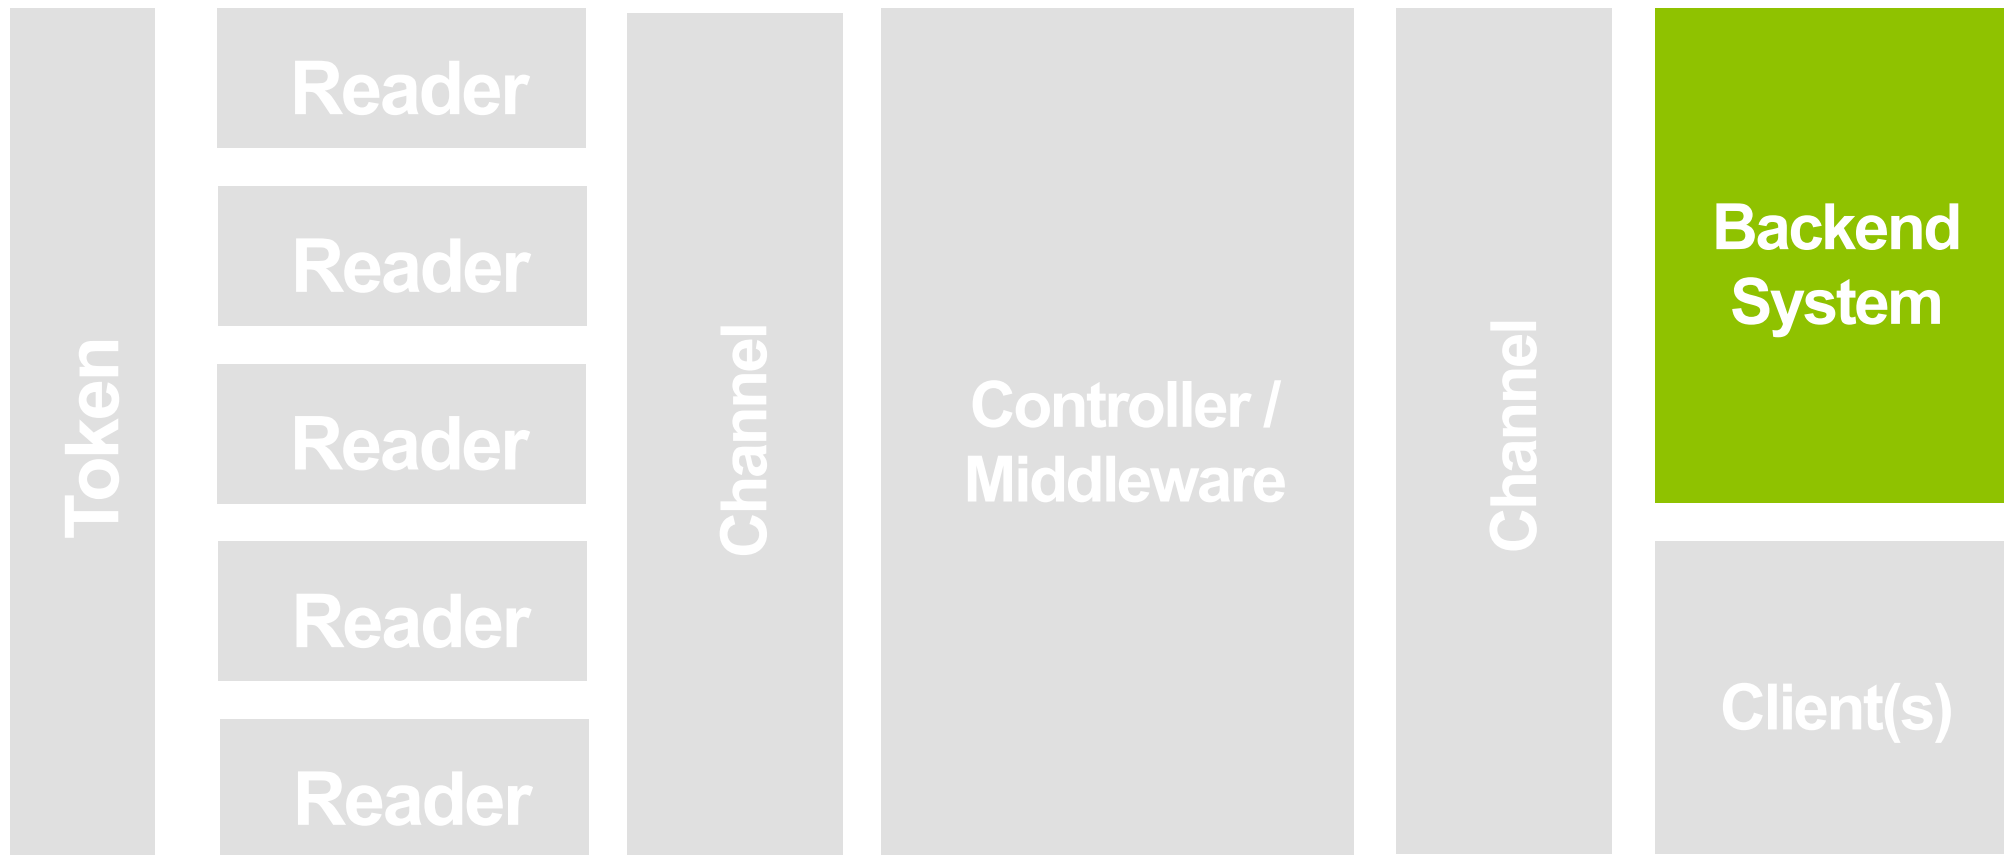 Token
Reader
Reader
Reader
Reader
Reader
Channel
Controller /
Middleware
Channel
Backend
System
Client(s)